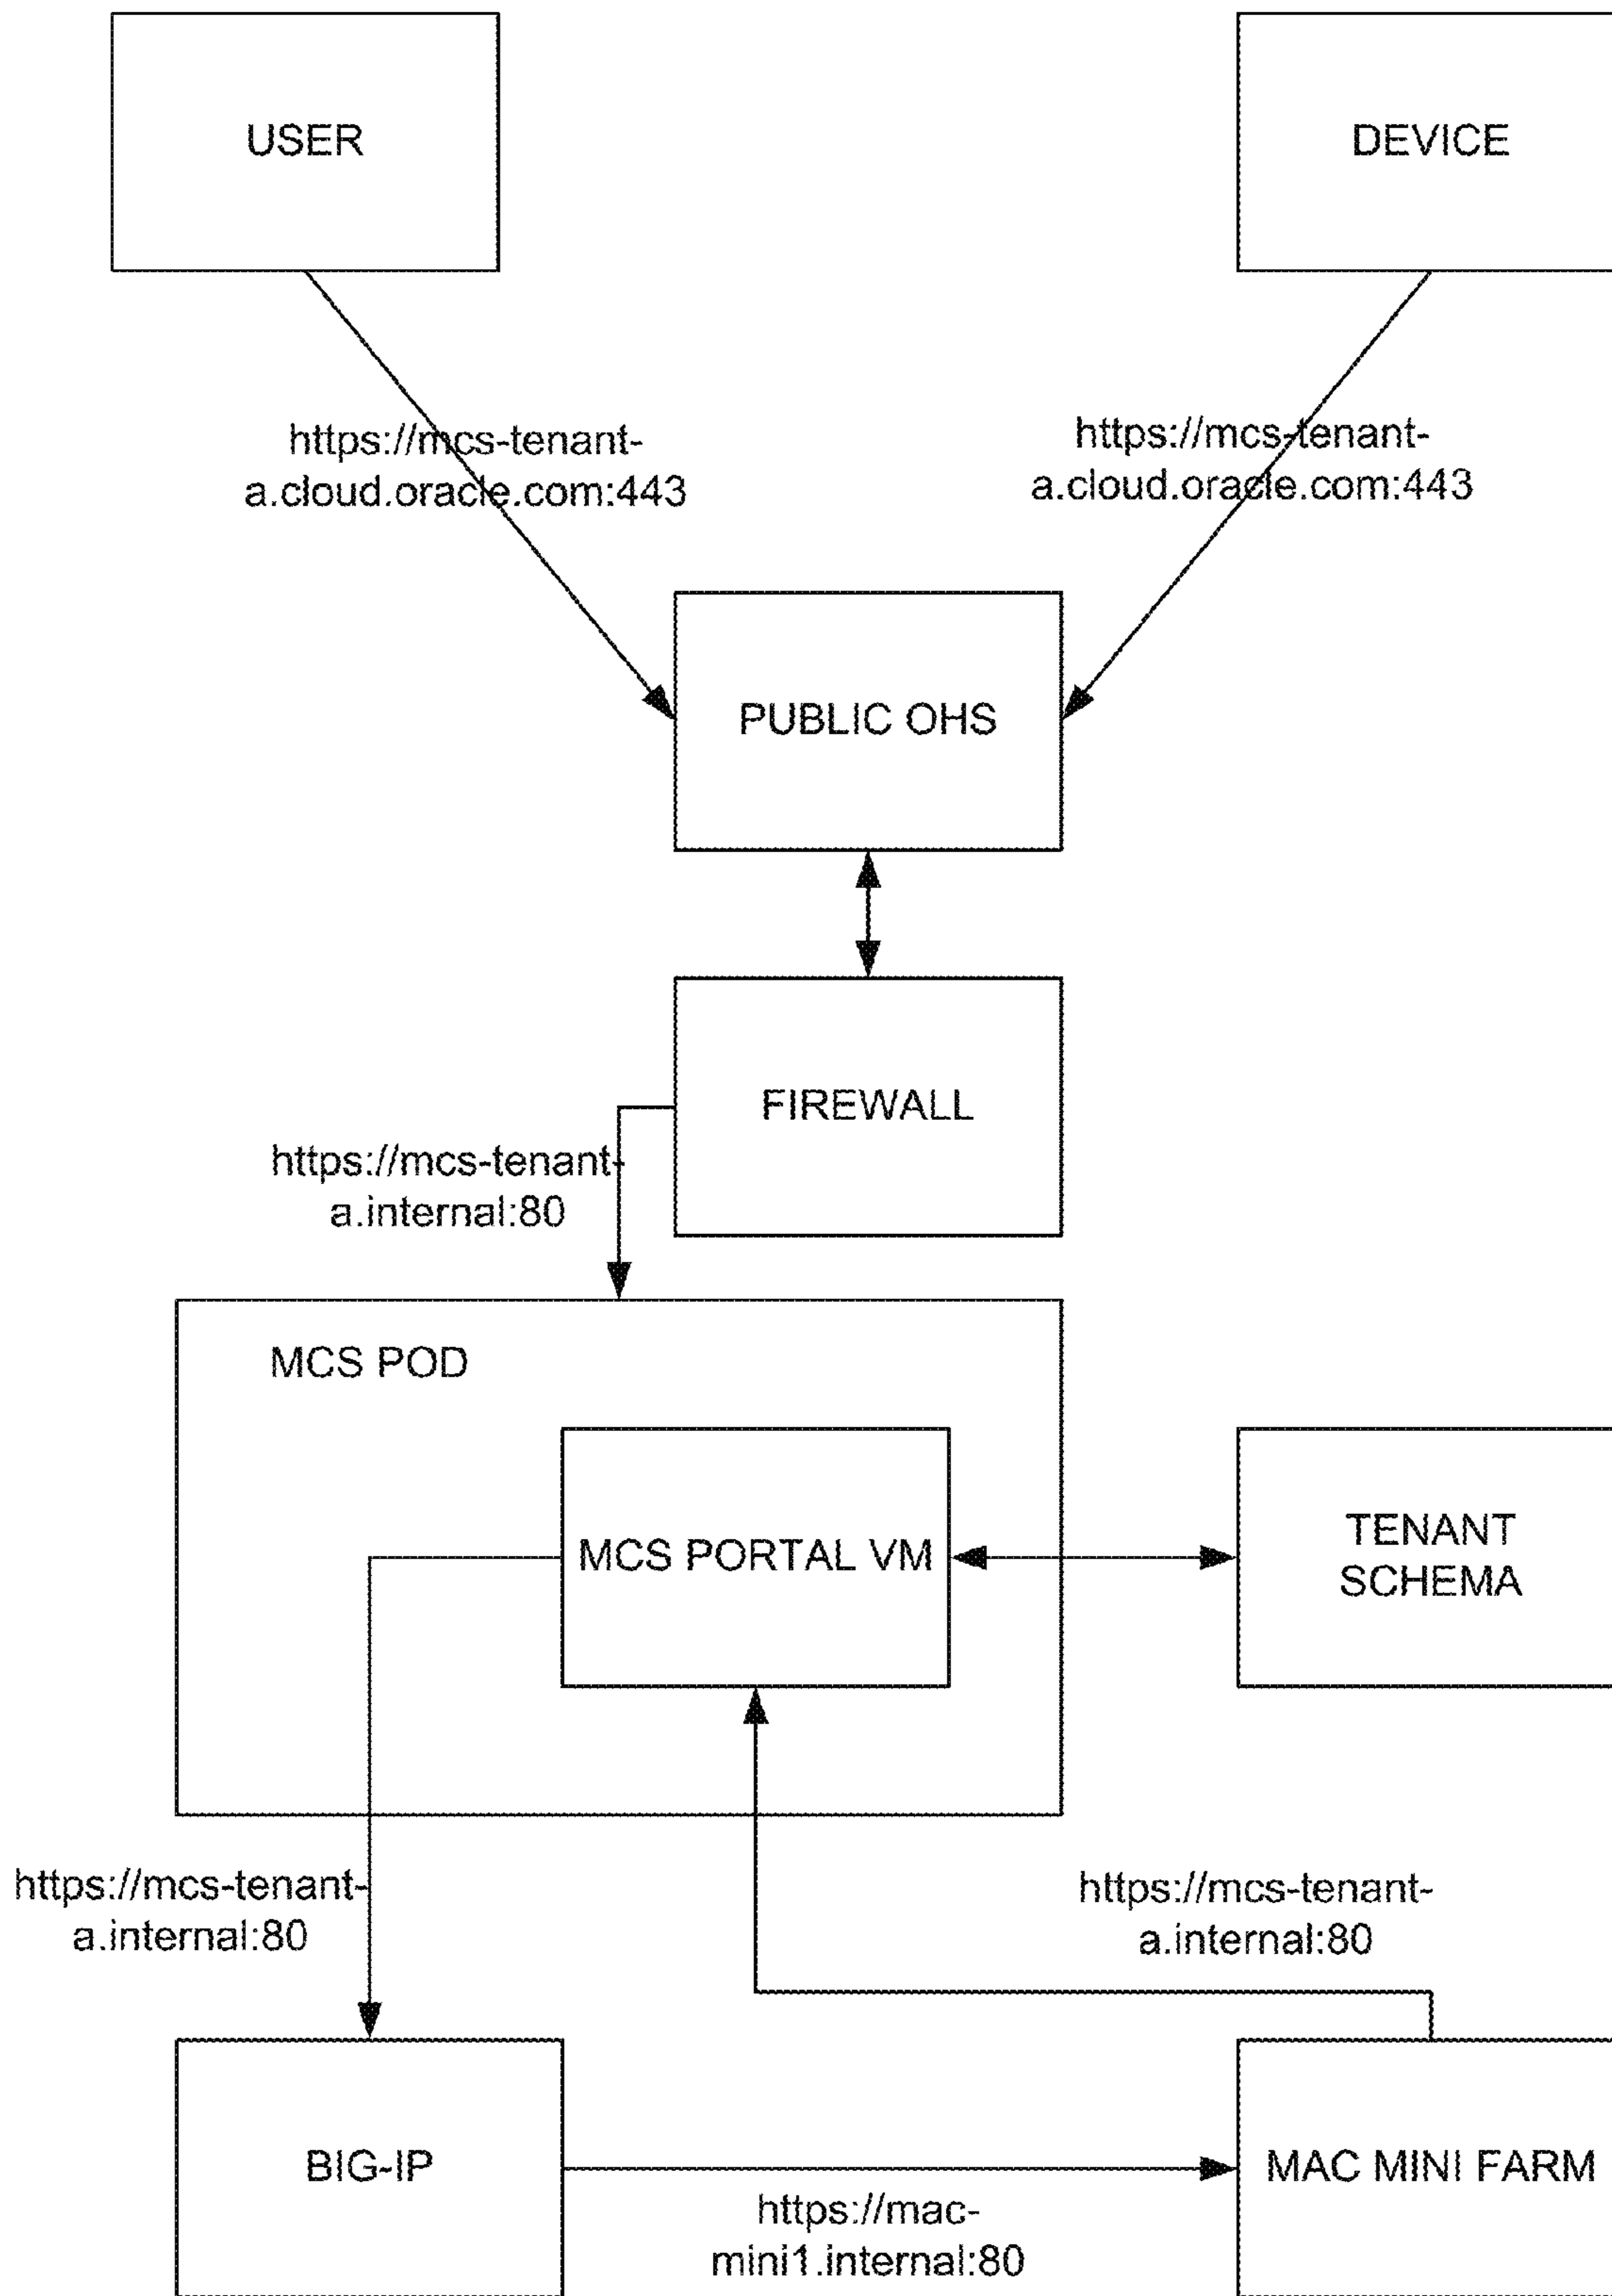 USER
DEVICE
https://mcs-tenant-
a.cloud.oracle.com:443
https://mcs-tenant-
a.cloud.oracle.com:443
PUBLIC OHS
FIREWALL
https://mcs-tenant-
a.internal:80
MCS POD
MCS PORTAL VM
TENANT
SCHEMA
https://mcs-tenant-
a.internal:80
https://mcs-tenant-
a.internal:80
BIG-IP
MAC MINI FARM
https://mac-
mini1.internal:80